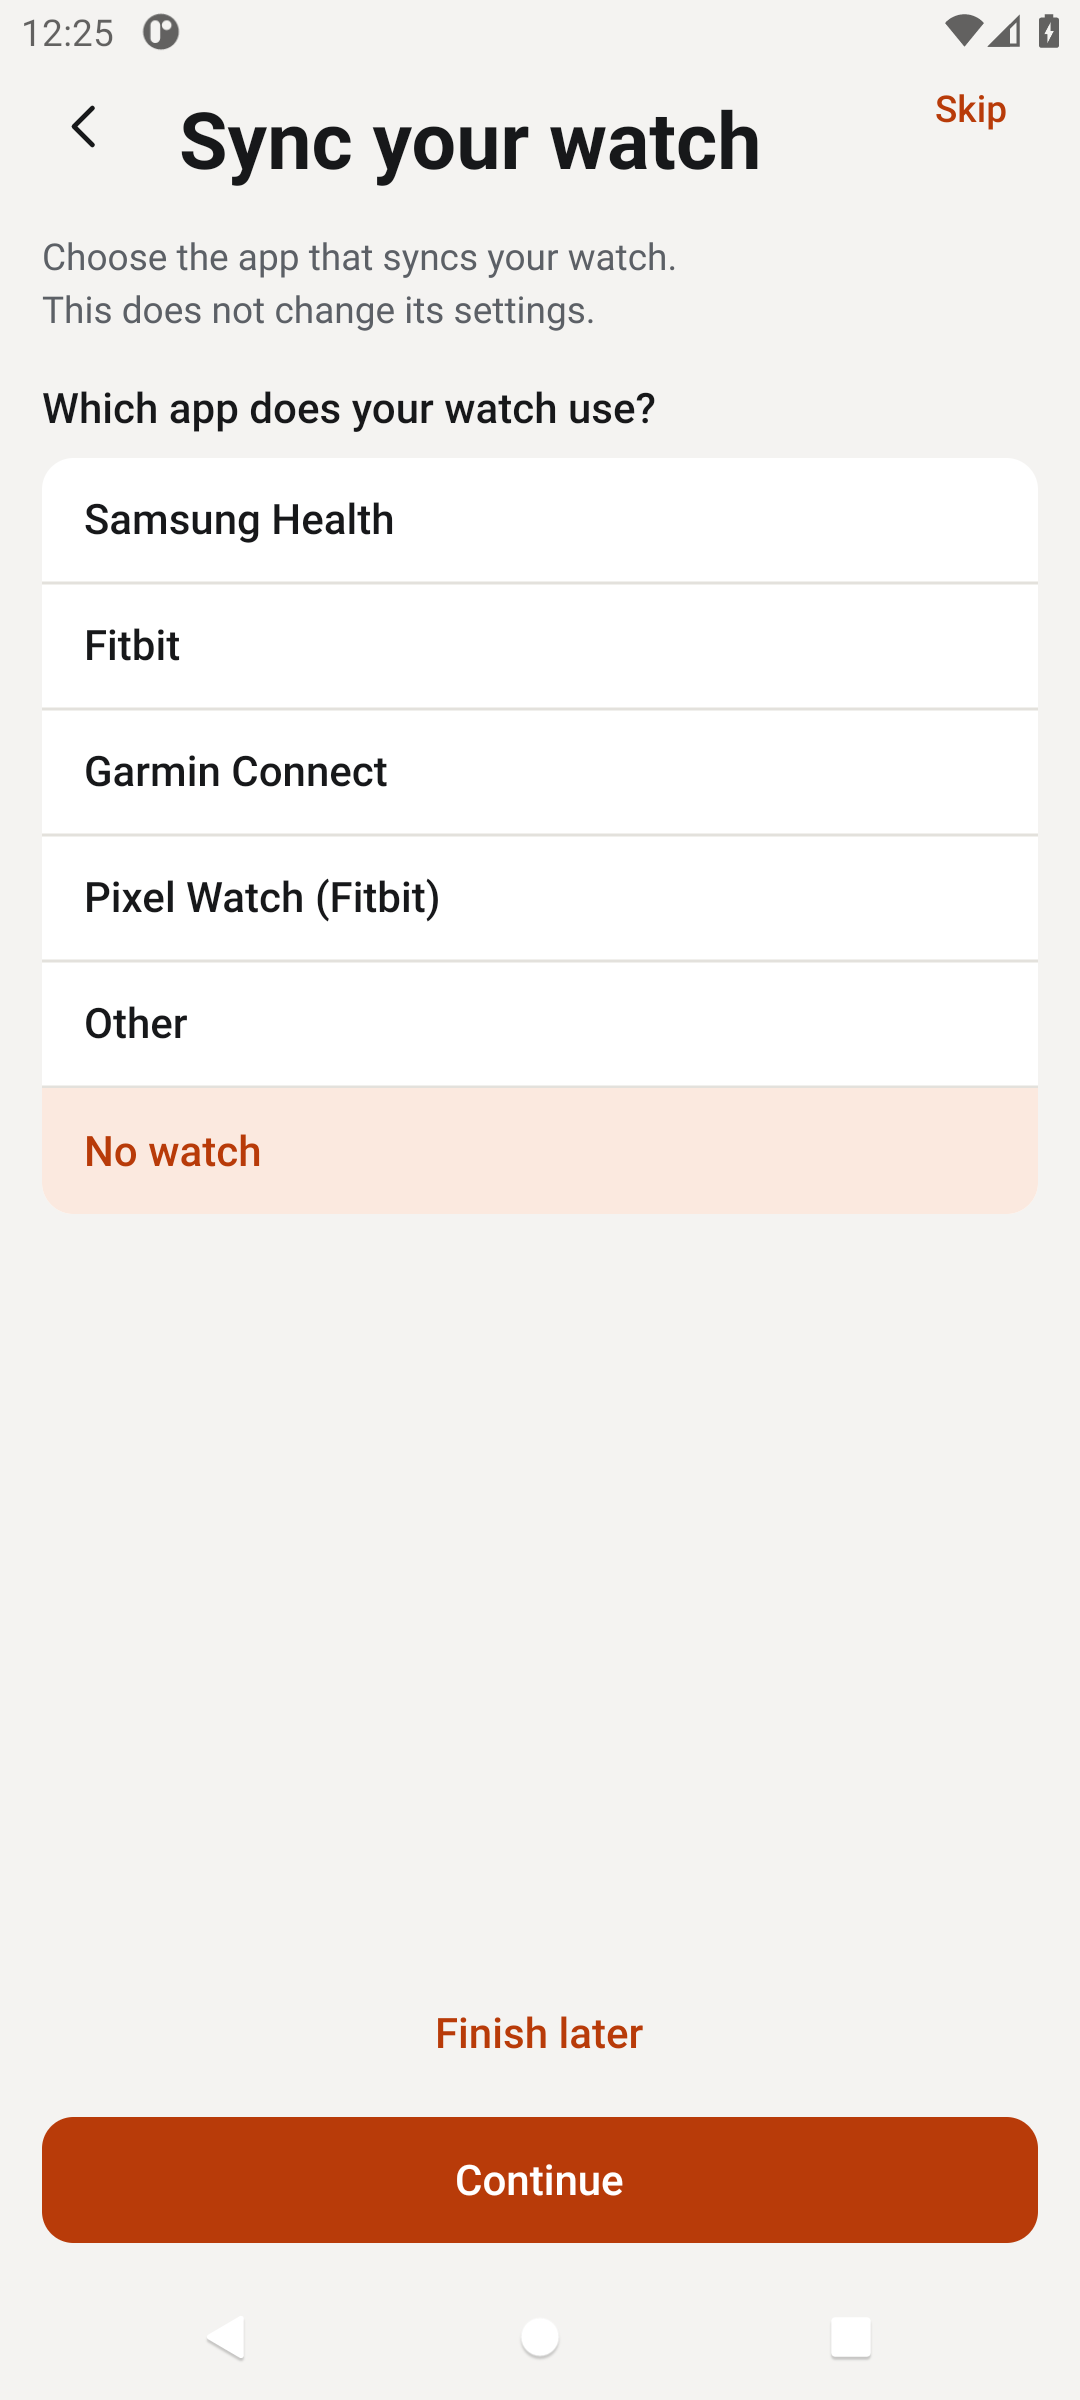 12:25
Sync your watch
Skip
Choose the app that syncs your watch.
This does not change its settings.
Which app does your watch use?
Samsung Health
Fitbit
Garmin Connect
Pixel Watch (Fitbit)
Other
No watch
Finish later
Continue